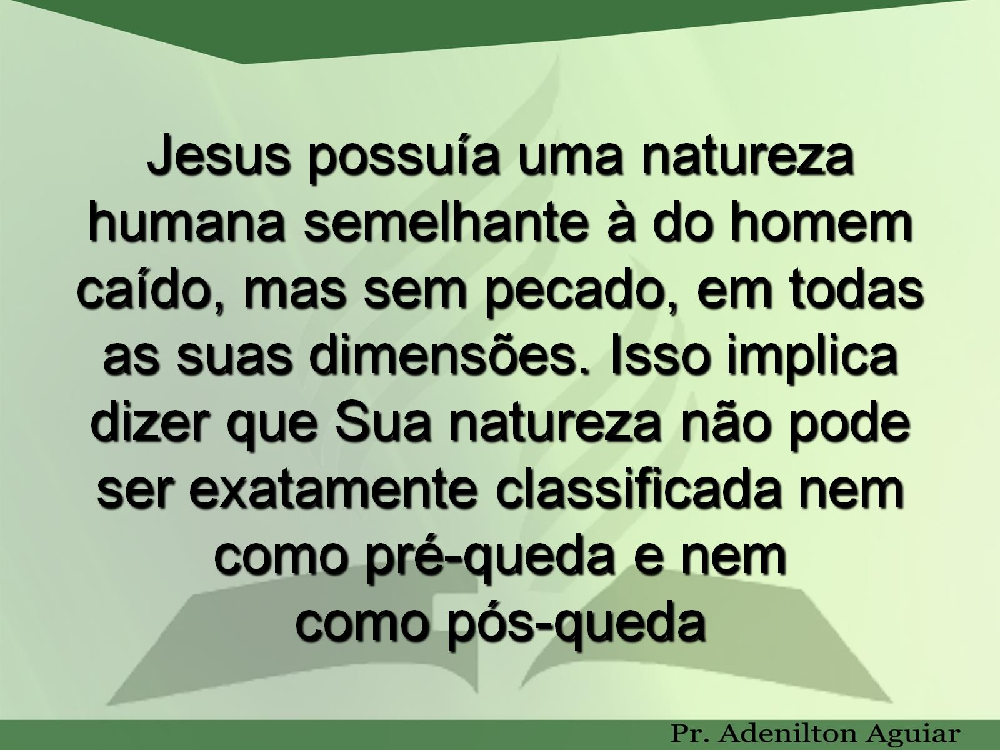 Jesus possuía uma natureza
humana semelhante à do homem
caído, mas sem pecado, em todas
as suas dimensões. Isso implica
dizer que Sua natureza não pode
ser exatamente classificada nem
como pré-queda e nem
como pós-queda
Pr. Adenilton Aguiar